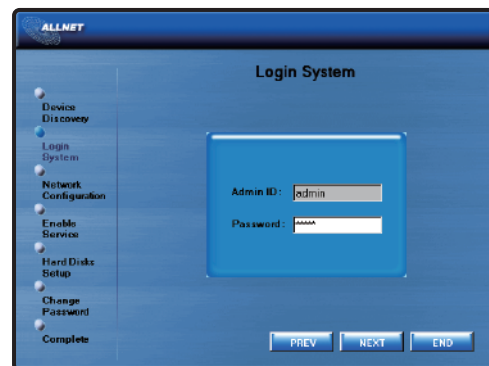 ALLNET
Login System
Device
Discovery
Login
System
Network
Configuration
Enable
Service
Hard Disks
Setup
Change
Password
Complete
Admin ID: admin
Password: *****
PREV NEXT END